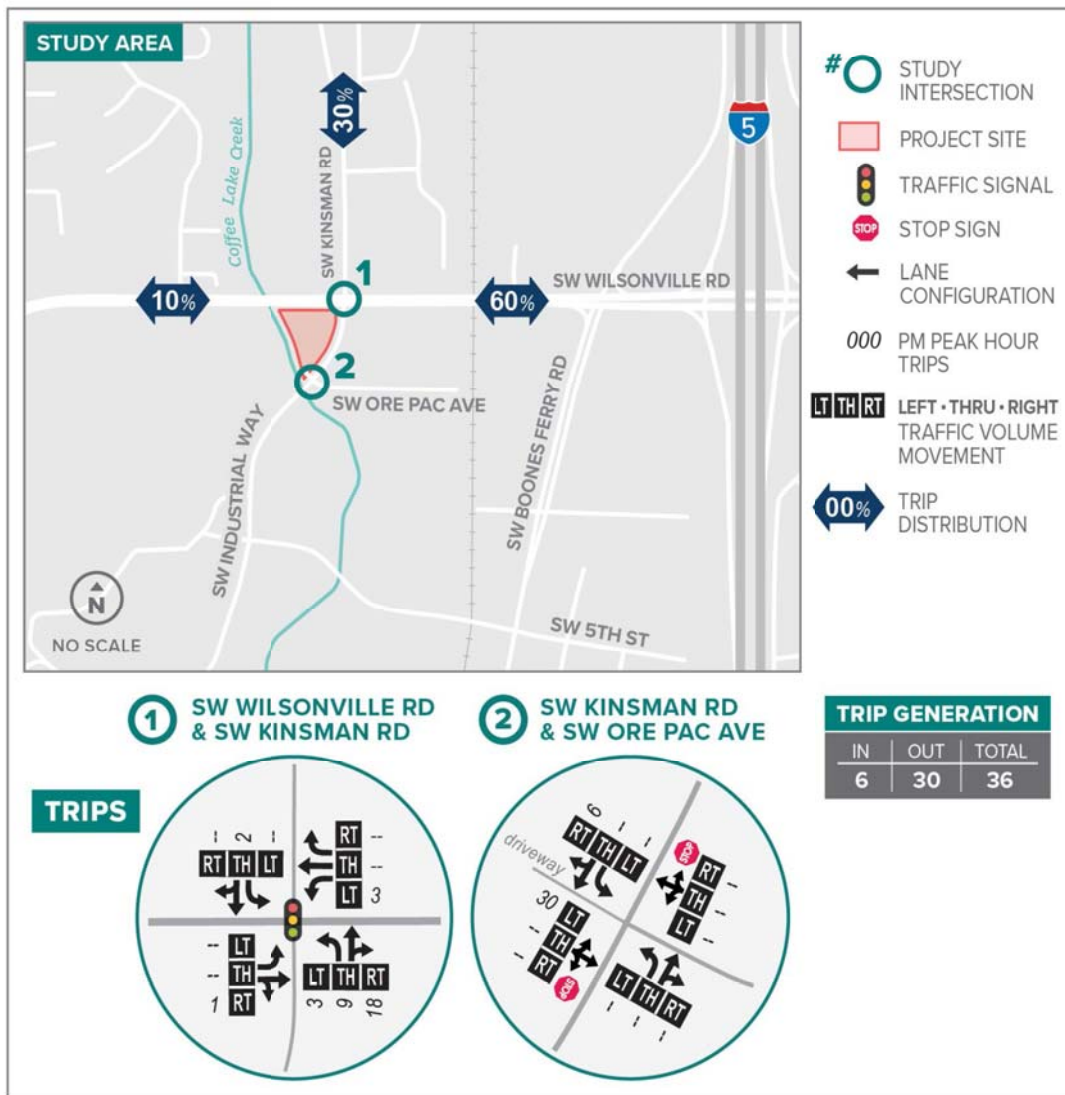 STUDY AREA
Coffee Lake Creek
30%
SW KINSMAN RD
5
1
SW WILSONVILLE RD
10%
60%
2
SW ORE PAC AVE
SW INDUSTRIAL WAY
SW BOONES FERRY RD
SW 5TH ST
N
NO SCALE
#
STUDY
INTERSECTION
PROJECT SITE
TRAFFIC SIGNAL
STOP
STOP SIGN
LANE
CONFIGURATION
000
PM PEAK HOUR
TRIPS
LT TH RT
LEFT • THRU • RIGHT
TRAFFIC VOLUME
MOVEMENT
00%
TRIP
DISTRIBUTION
1
SW WILSONVILLE RD
& SW KINSMAN RD
2
SW KINSMAN RD
& SW ORE PAC AVE
TRIP GENERATION
IN OUT TOTAL
6 30 36
TRIPS
-- 2 --
RT TH LT
RT --
TH --
LT 3
-- LT
-- TH
1 RT
LT TH RT
3 9 18
driveway
6 -- --
RT TH LT
STOP
RT --
TH --
LT --
30 LT
-- TH
-- RT
STOP
LT TH RT
-- -- --